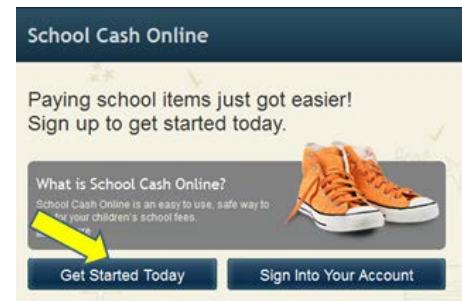 School Cash Online
Paying school items just got easier!
Sign up to get started today.
What is School Cash Online?
School Cash Online is an easy to use, safe way to
for your children's school fees.
Get Started Today
Sign Into Your Account